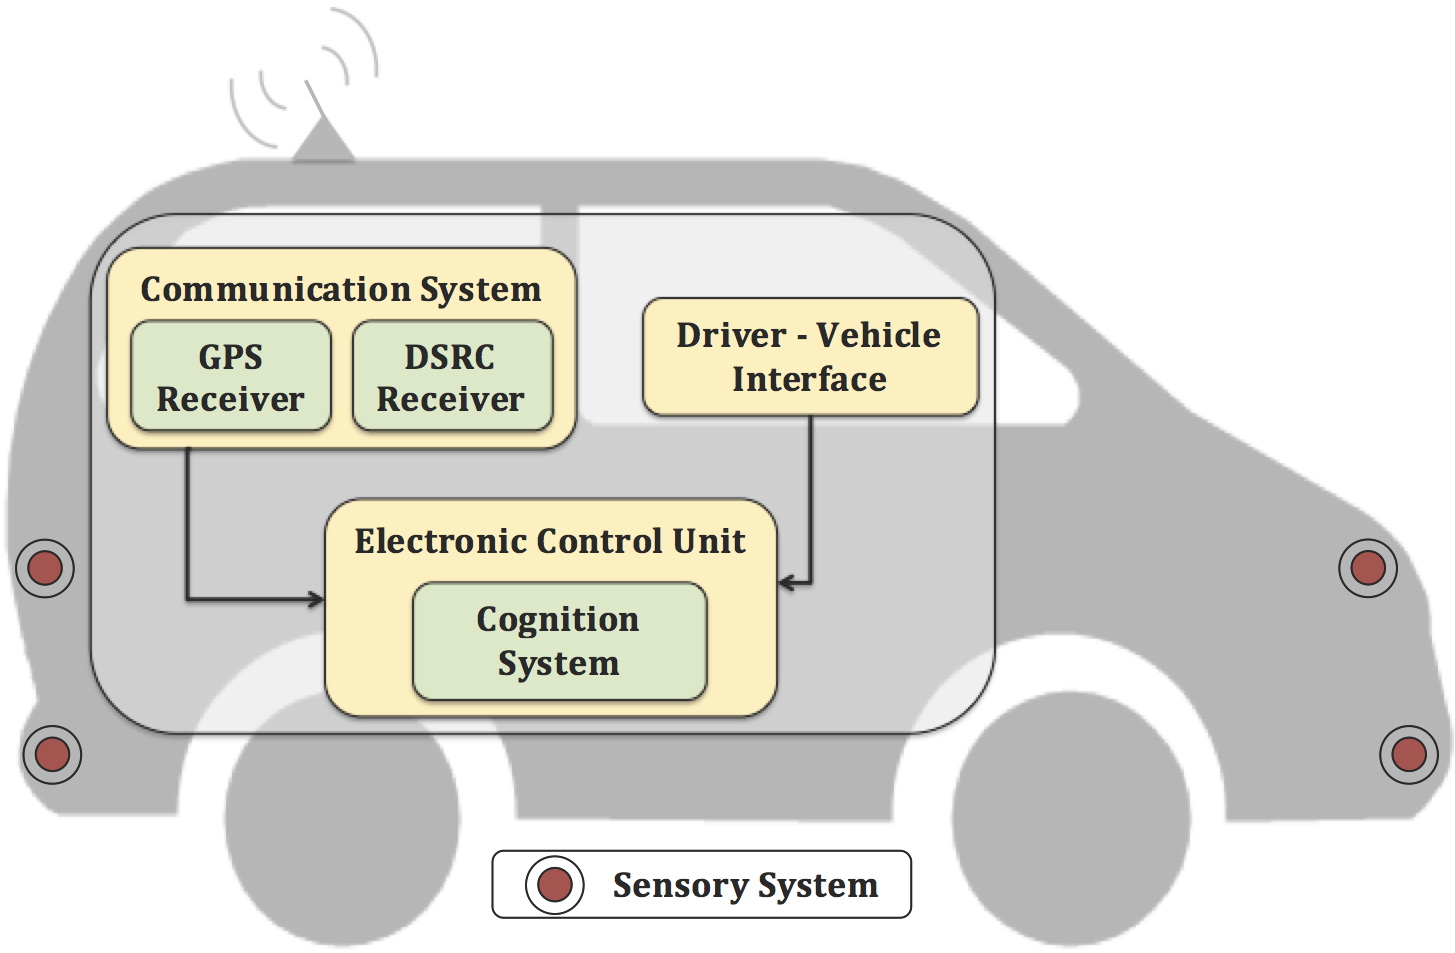 Communication System
GPS
Receiver
DSRC
Receiver
Driver - Vehicle
Interface
Electronic Control Unit
Cognition
System
Sensory System